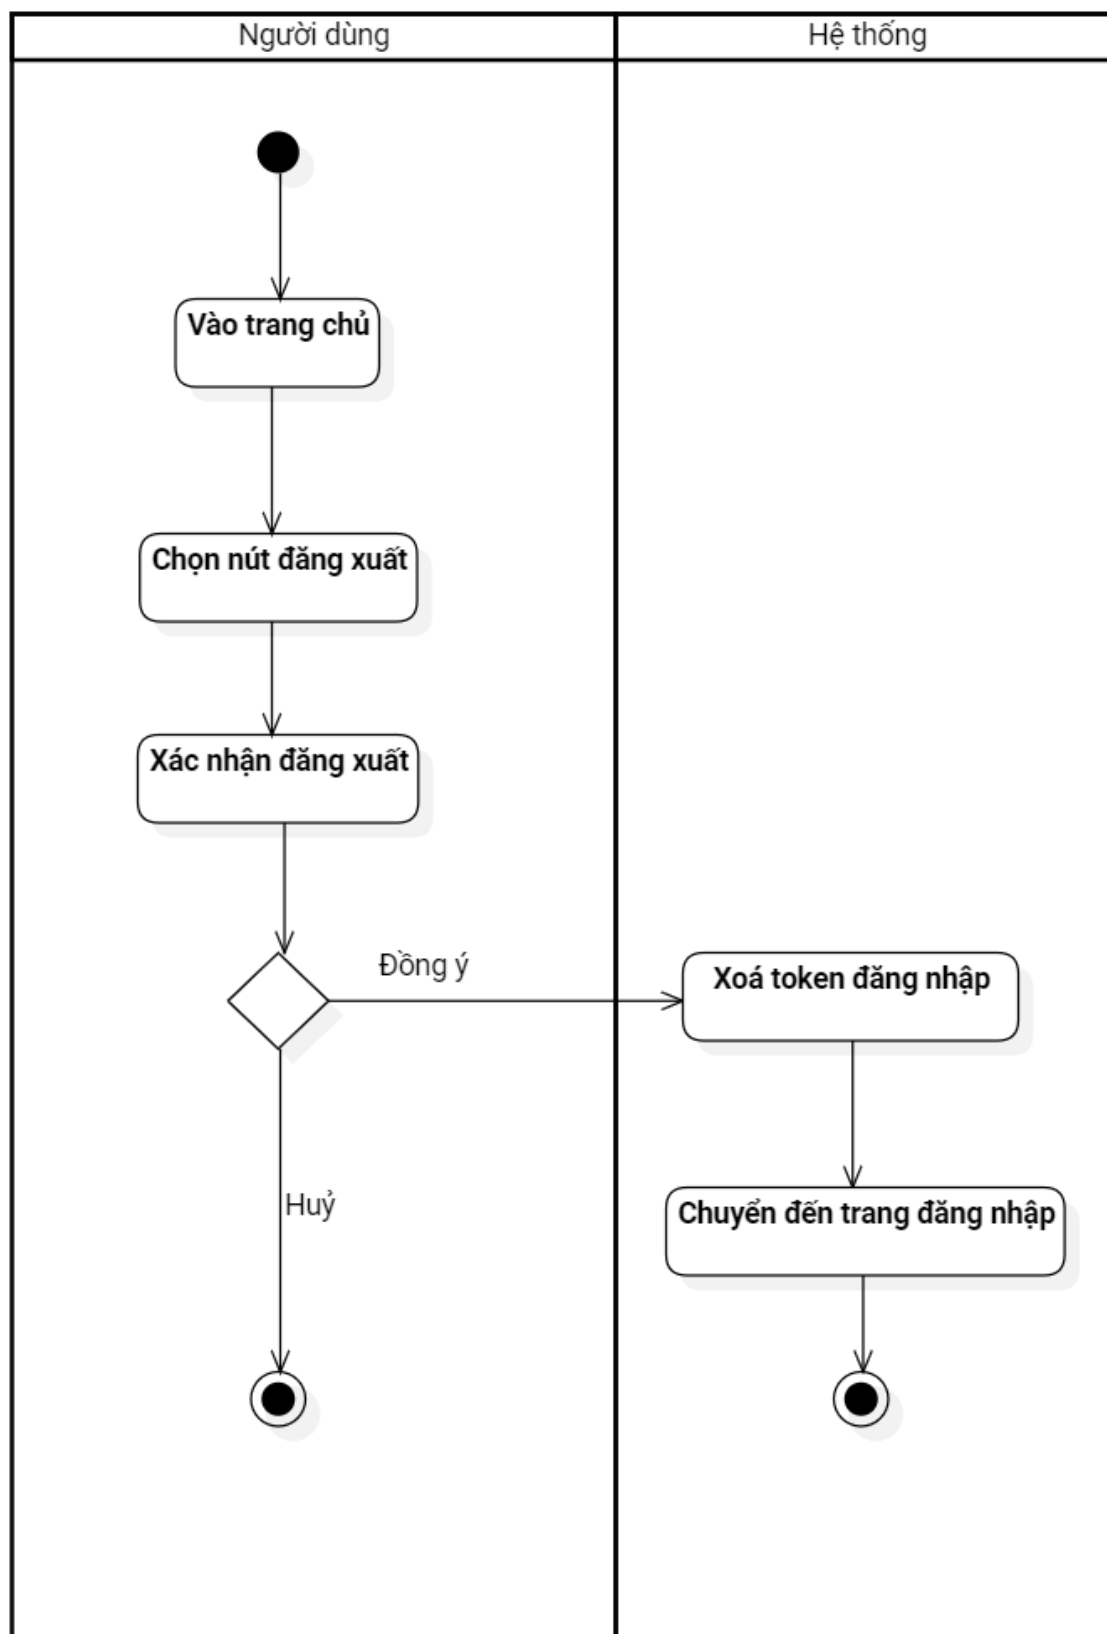 Người dùng
Hệ thống
Vào trang chủ
Chọn nút đăng xuất
Xác nhận đăng xuất
Đồng ý
Xoá token đăng nhập
Huỷ
Chuyển đến trang đăng nhập